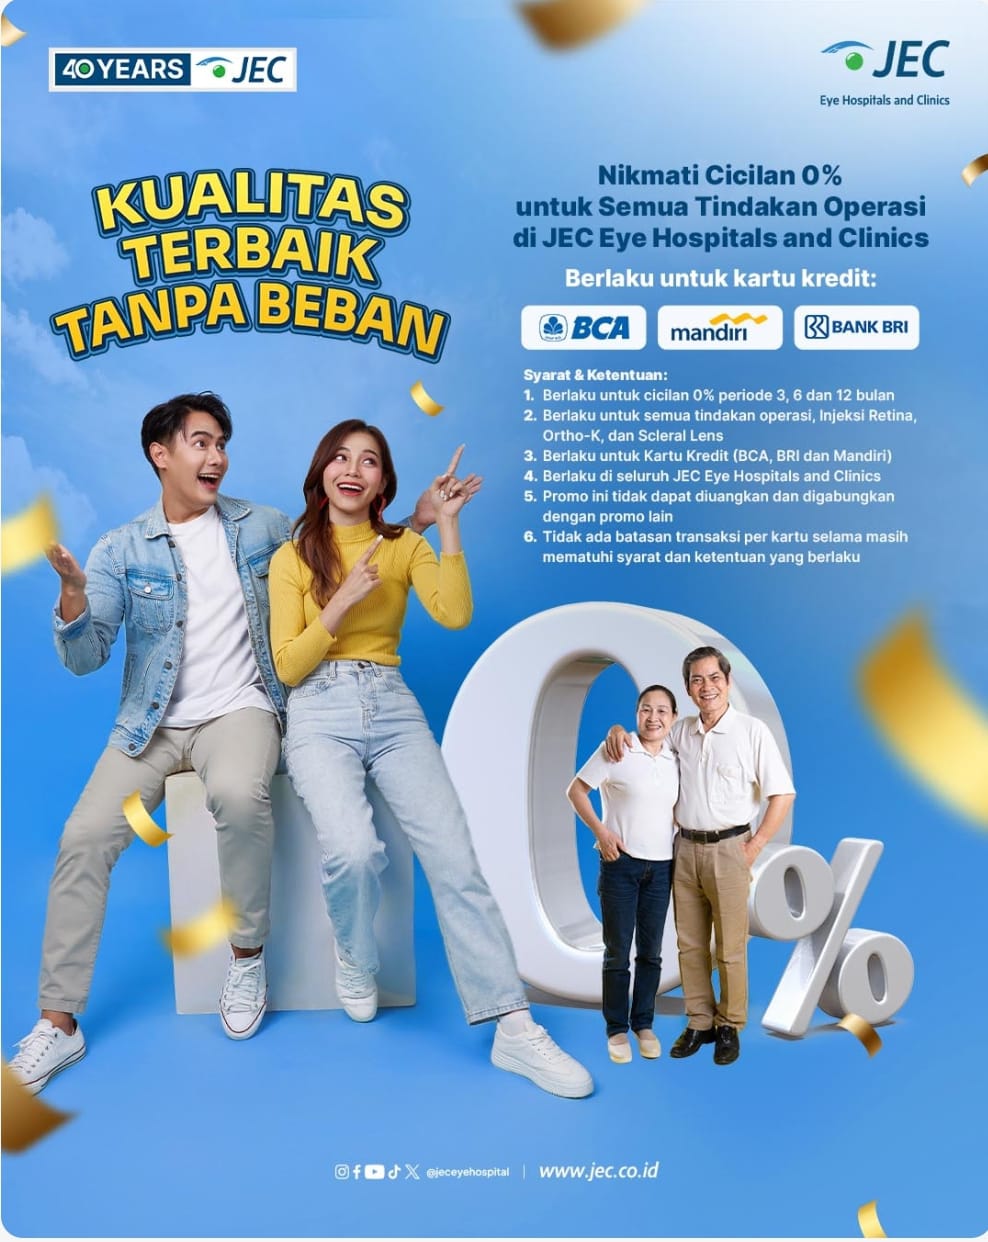 40 YEARS JEC
JEC
Eye Hospitals and Clinics
KUALITAS
TERBAIK
TANPA BEBAN
Nikmati Cicilan 0%
untuk Semua Tindakan Operasi
di JEC Eye Hospitals and Clinics
Berlaku untuk kartu kredit:
BCA mandiri BANK BRI
Syarat & Ketentuan:
1. Berlaku untuk cicilan 0% periode 3, 6 dan 12 bulan
2. Berlaku untuk semua tindakan operasi, Injeksi Retina,
Ortho-K, dan Scleral Lens
3. Berlaku untuk Kartu Kredit (BCA, BRI dan Mandiri)
4. Berlaku di seluruh JEC Eye Hospitals and Clinics
5. Promo ini tidak dapat diuangkan dan digabungkan
dengan promo lain
6. Tidak ada batasan transaksi per kartu selama masih
mematuhi syarat dan ketentuan yang berlaku
0%
@jeceyehospital | www.jec.co.id